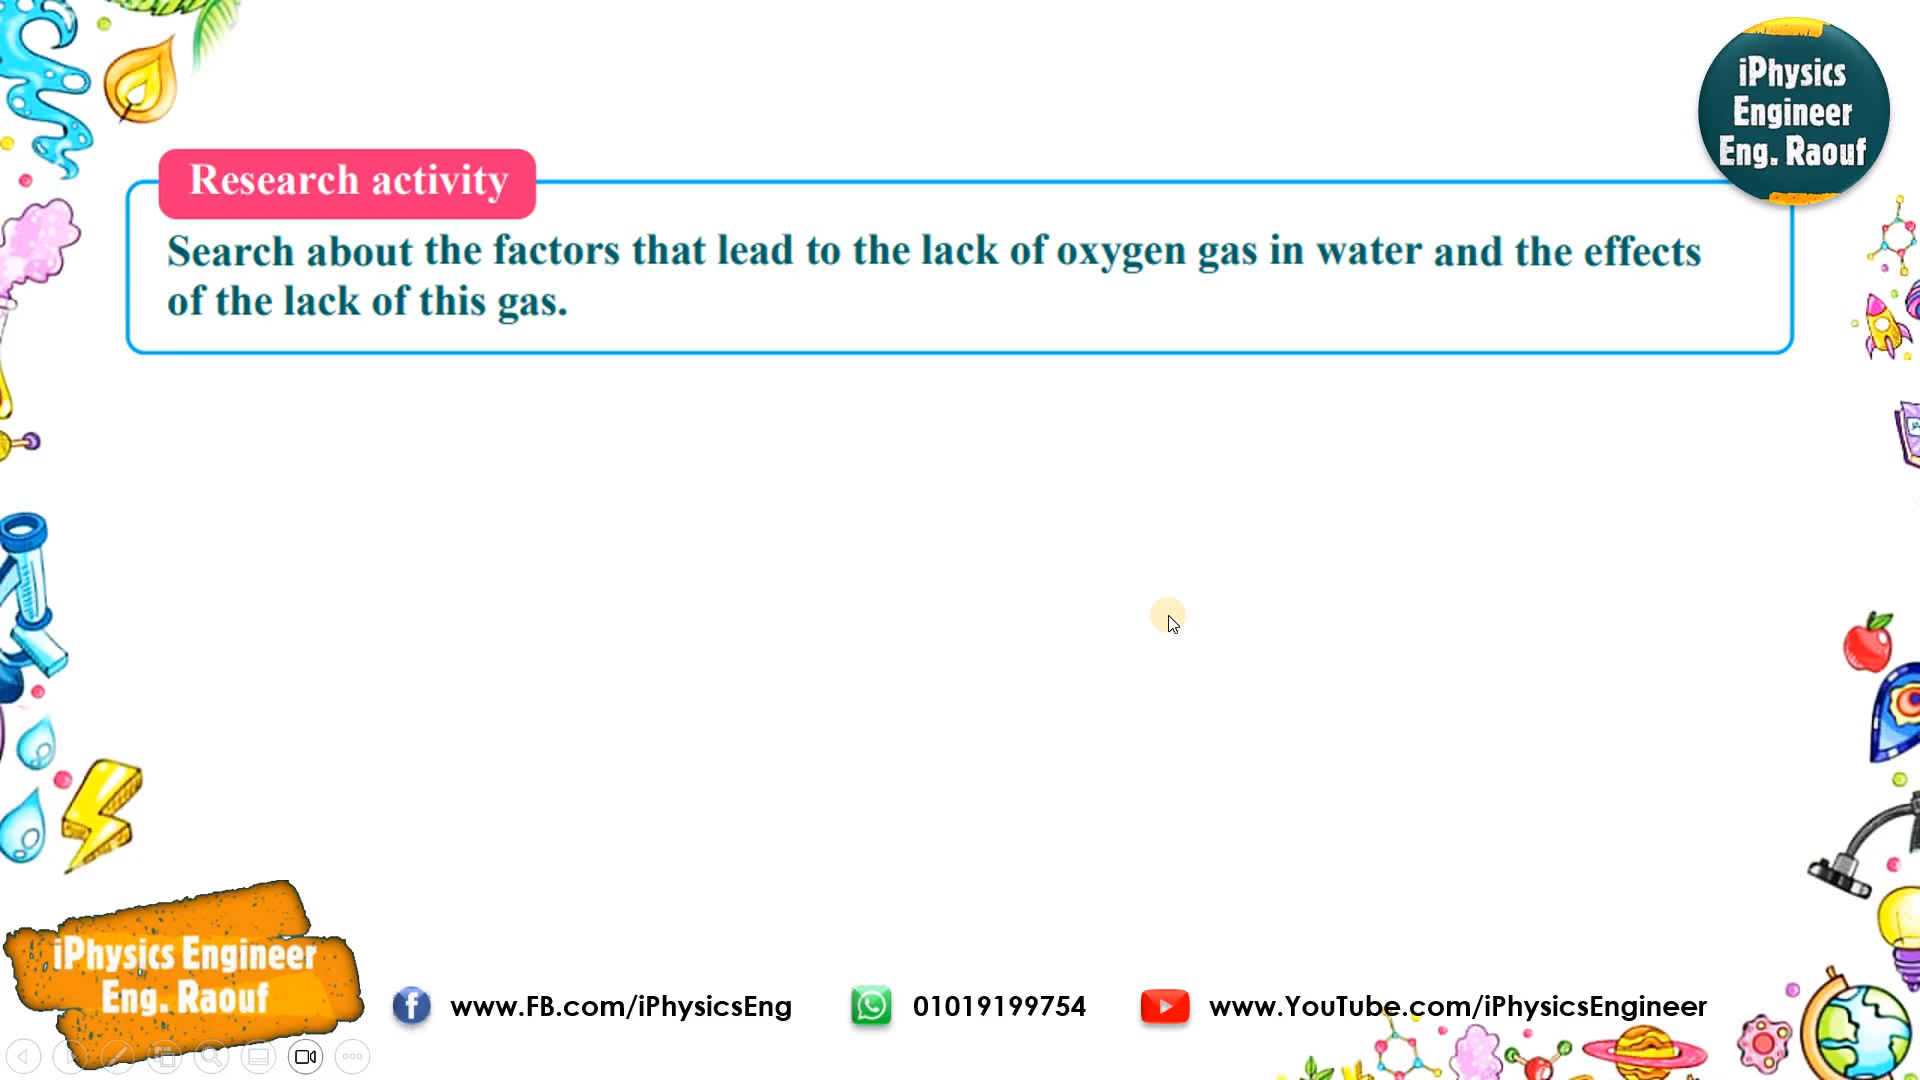 iPhysics
Engineer
Eng. Raouf
Research activity
Search about the factors that lead to the lack of oxygen gas in water and the effects
of the lack of this gas.
iPhysics Engineer
Eng. Raouf
www.FB.com/iPhysicsEng
01019199754
www.YouTube.com/iPhysicsEngineer